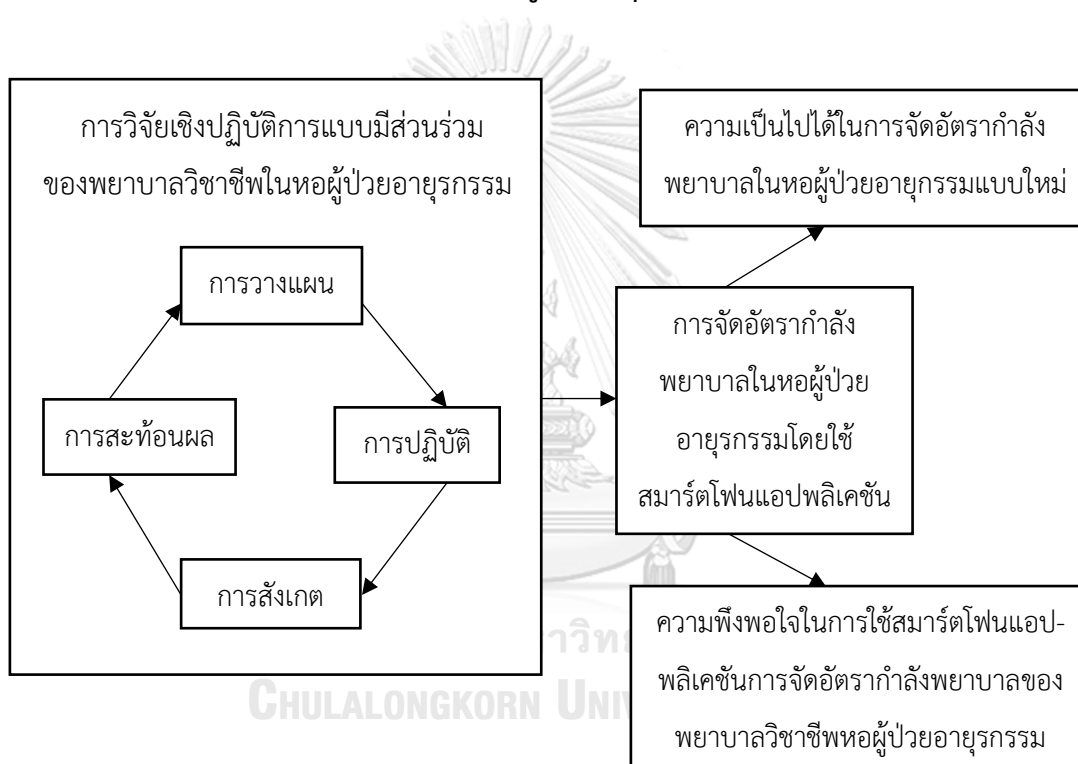 การวิจัยเชิงปฏิบัติการแบบมีส่วนร่วม
ของพยาบาลวิชาชีพในหอผู้ป่วยอายุรกรรม
การวางแผน
การปฏิบัติ
การสังเกต
การสะท้อนผล
การจัดอัตรากำลัง
พยาบาลในหอผู้ป่วย
อายุรกรรมโดยใช้
สมาร์ตโฟนแอปพลิเคชัน
ความเป็นไปได้ในการจัดอัตรากำลัง
พยาบาลในหอผู้ป่วยอายุกรรมแบบใหม่
ความพึงพอใจในการใช้สมาร์ตโฟนแอป-
พลิเคชันการจัดอัตรากำลังพยาบาลของ
พยาบาลวิชาชีพหอผู้ป่วยอายุรกรรม
CHULALONGKORN